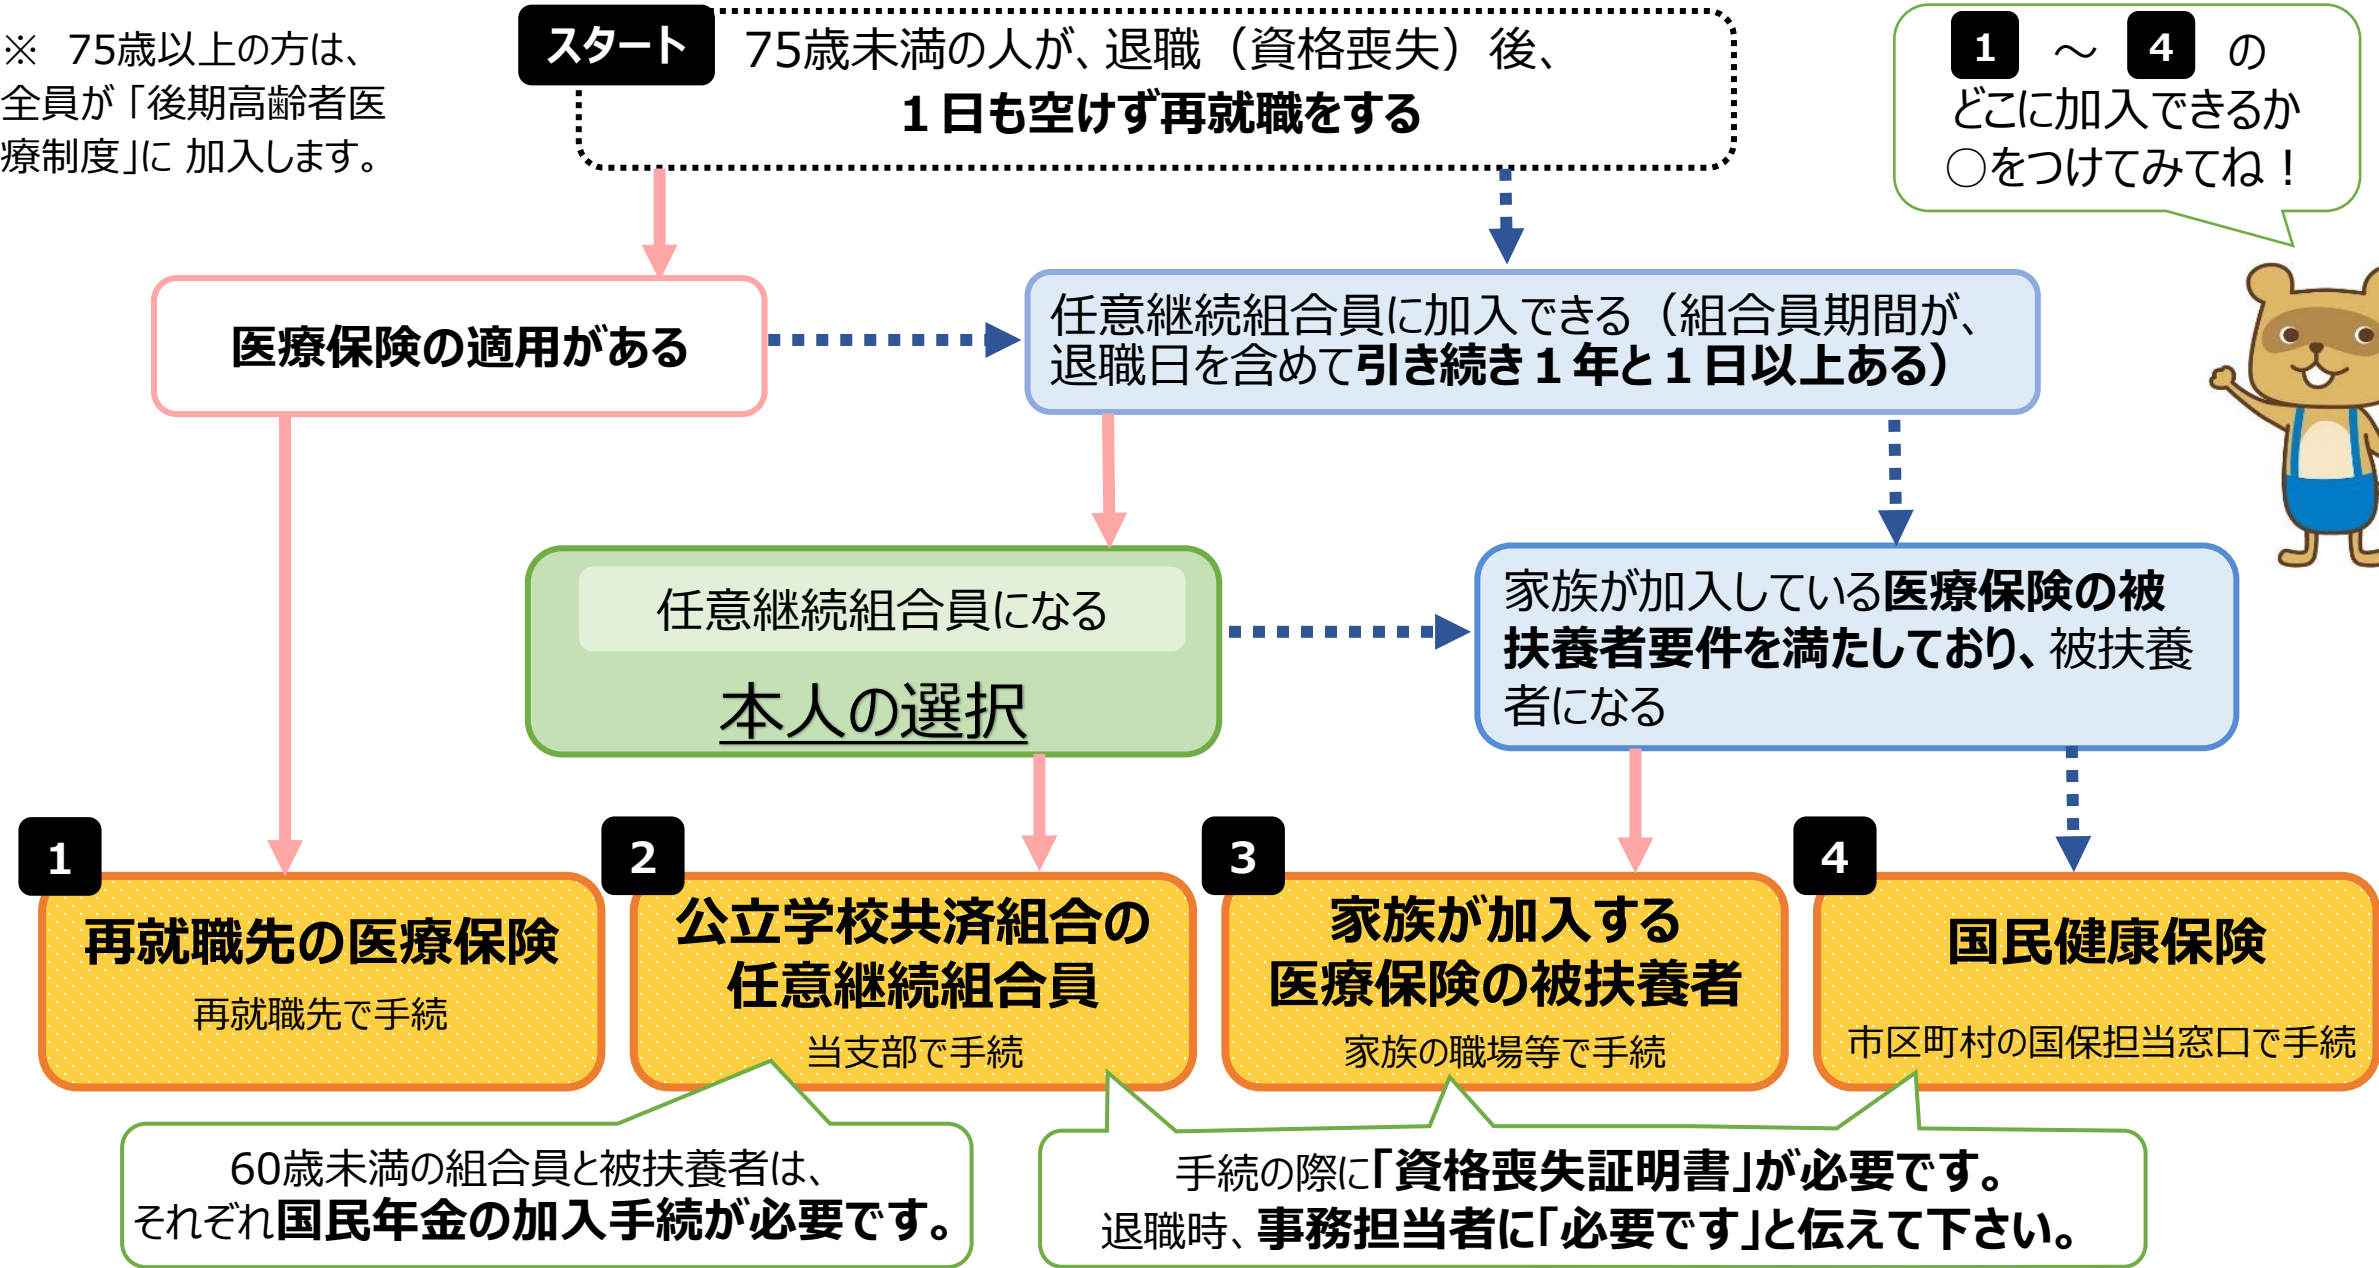 ※　75歳以上の方は、
全員が「後期高齢者医
療制度」に 加入します。
スタート
75歳未満の人が、退職（資格喪失）後、
１日も空けず再就職をする
1 ～ 4 の
どこに加入できるか
○をつけてみてね！
医療保険の適用がある
任意継続組合員に加入できる（組合員期間が、
退職日を含めて引き続き１年と１日以上ある）
任意継続組合員になる
本人の選択
家族が加入している医療保険の被
扶養者要件を満たしており、被扶養
者になる
1
再就職先の医療保険
再就職先で手続
2
公立学校共済組合の
任意継続組合員
当支部で手続
3
家族が加入する
医療保険の被扶養者
家族の職場等で手続
4
国民健康保険
市区町村の国保担当窓口で手続
60歳未満の組合員と被扶養者は、
それぞれ国民年金の加入手続が必要です。
手続の際に「資格喪失証明書」が必要です。
退職時、事務担当者に「必要です」と伝えて下さい。